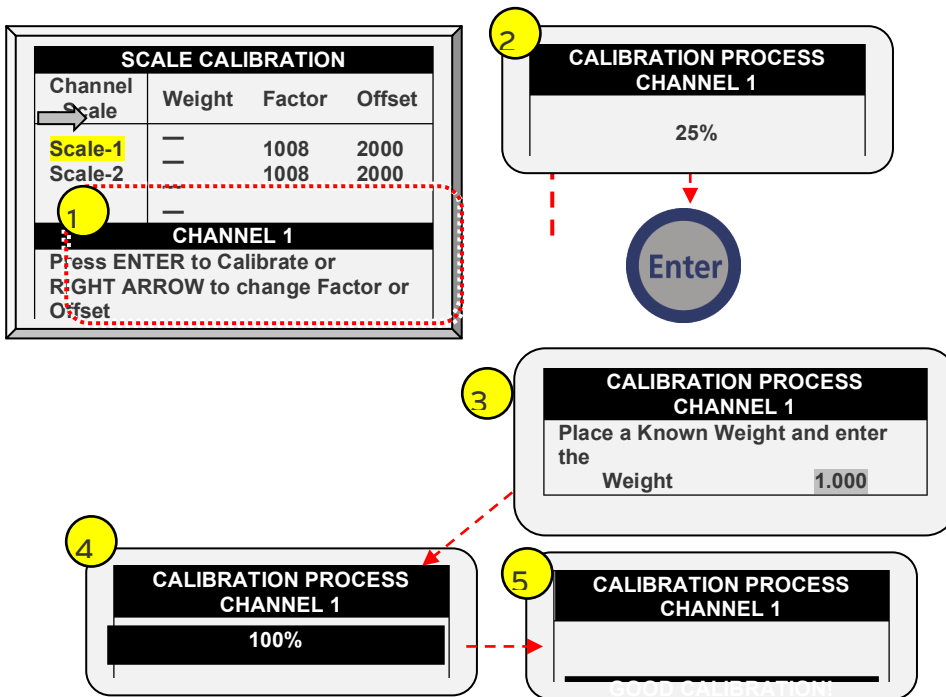 SCALE CALIBRATION
Channel Scale Weight Factor Offset
Scale-1 — 1008 2000
Scale-2 — 1008 2000
1
CHANNEL 1
Press ENTER to Calibrate or
RIGHT ARROW to change Factor or
Offset
2
CALIBRATION PROCESS
CHANNEL 1
25%
Enter
3
CALIBRATION PROCESS
CHANNEL 1
Place a Known Weight and enter
the
Weight 1.000
4
CALIBRATION PROCESS
CHANNEL 1
100%
5
CALIBRATION PROCESS
CHANNEL 1
GOOD CALIBRATION!